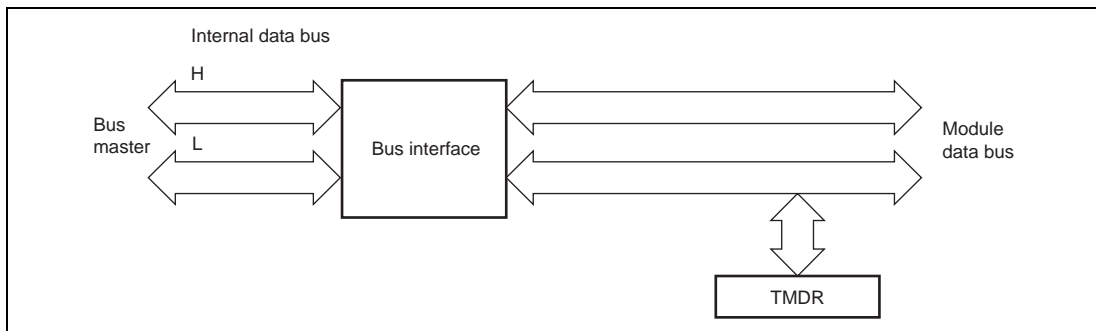 Internal data bus
H
Bus
master
L
Bus interface
Module
data bus
TMDR